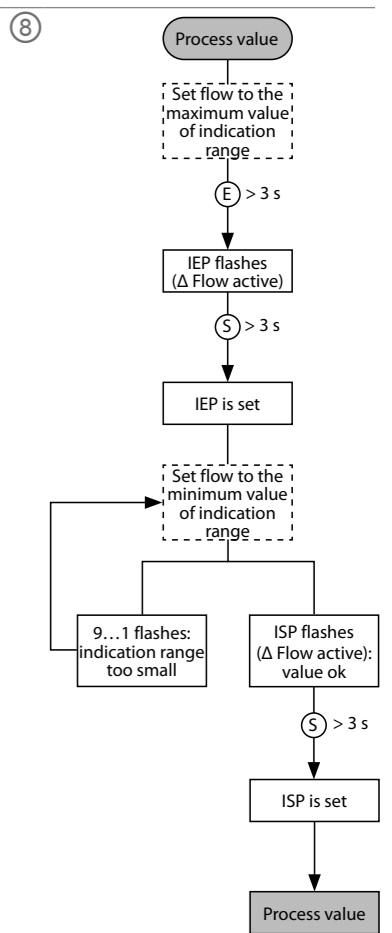 ⑧
Process value
Set flow to the
maximum value
of indication
range
E > 3 s
IEP flashes
(Δ Flow active)
S > 3 s
IEP is set
Set flow to the
minimum value
of indication
range
9…1 flashes:
indication range
too small
ISP flashes
(Δ Flow active):
value ok
S > 3 s
ISP is set
Process value